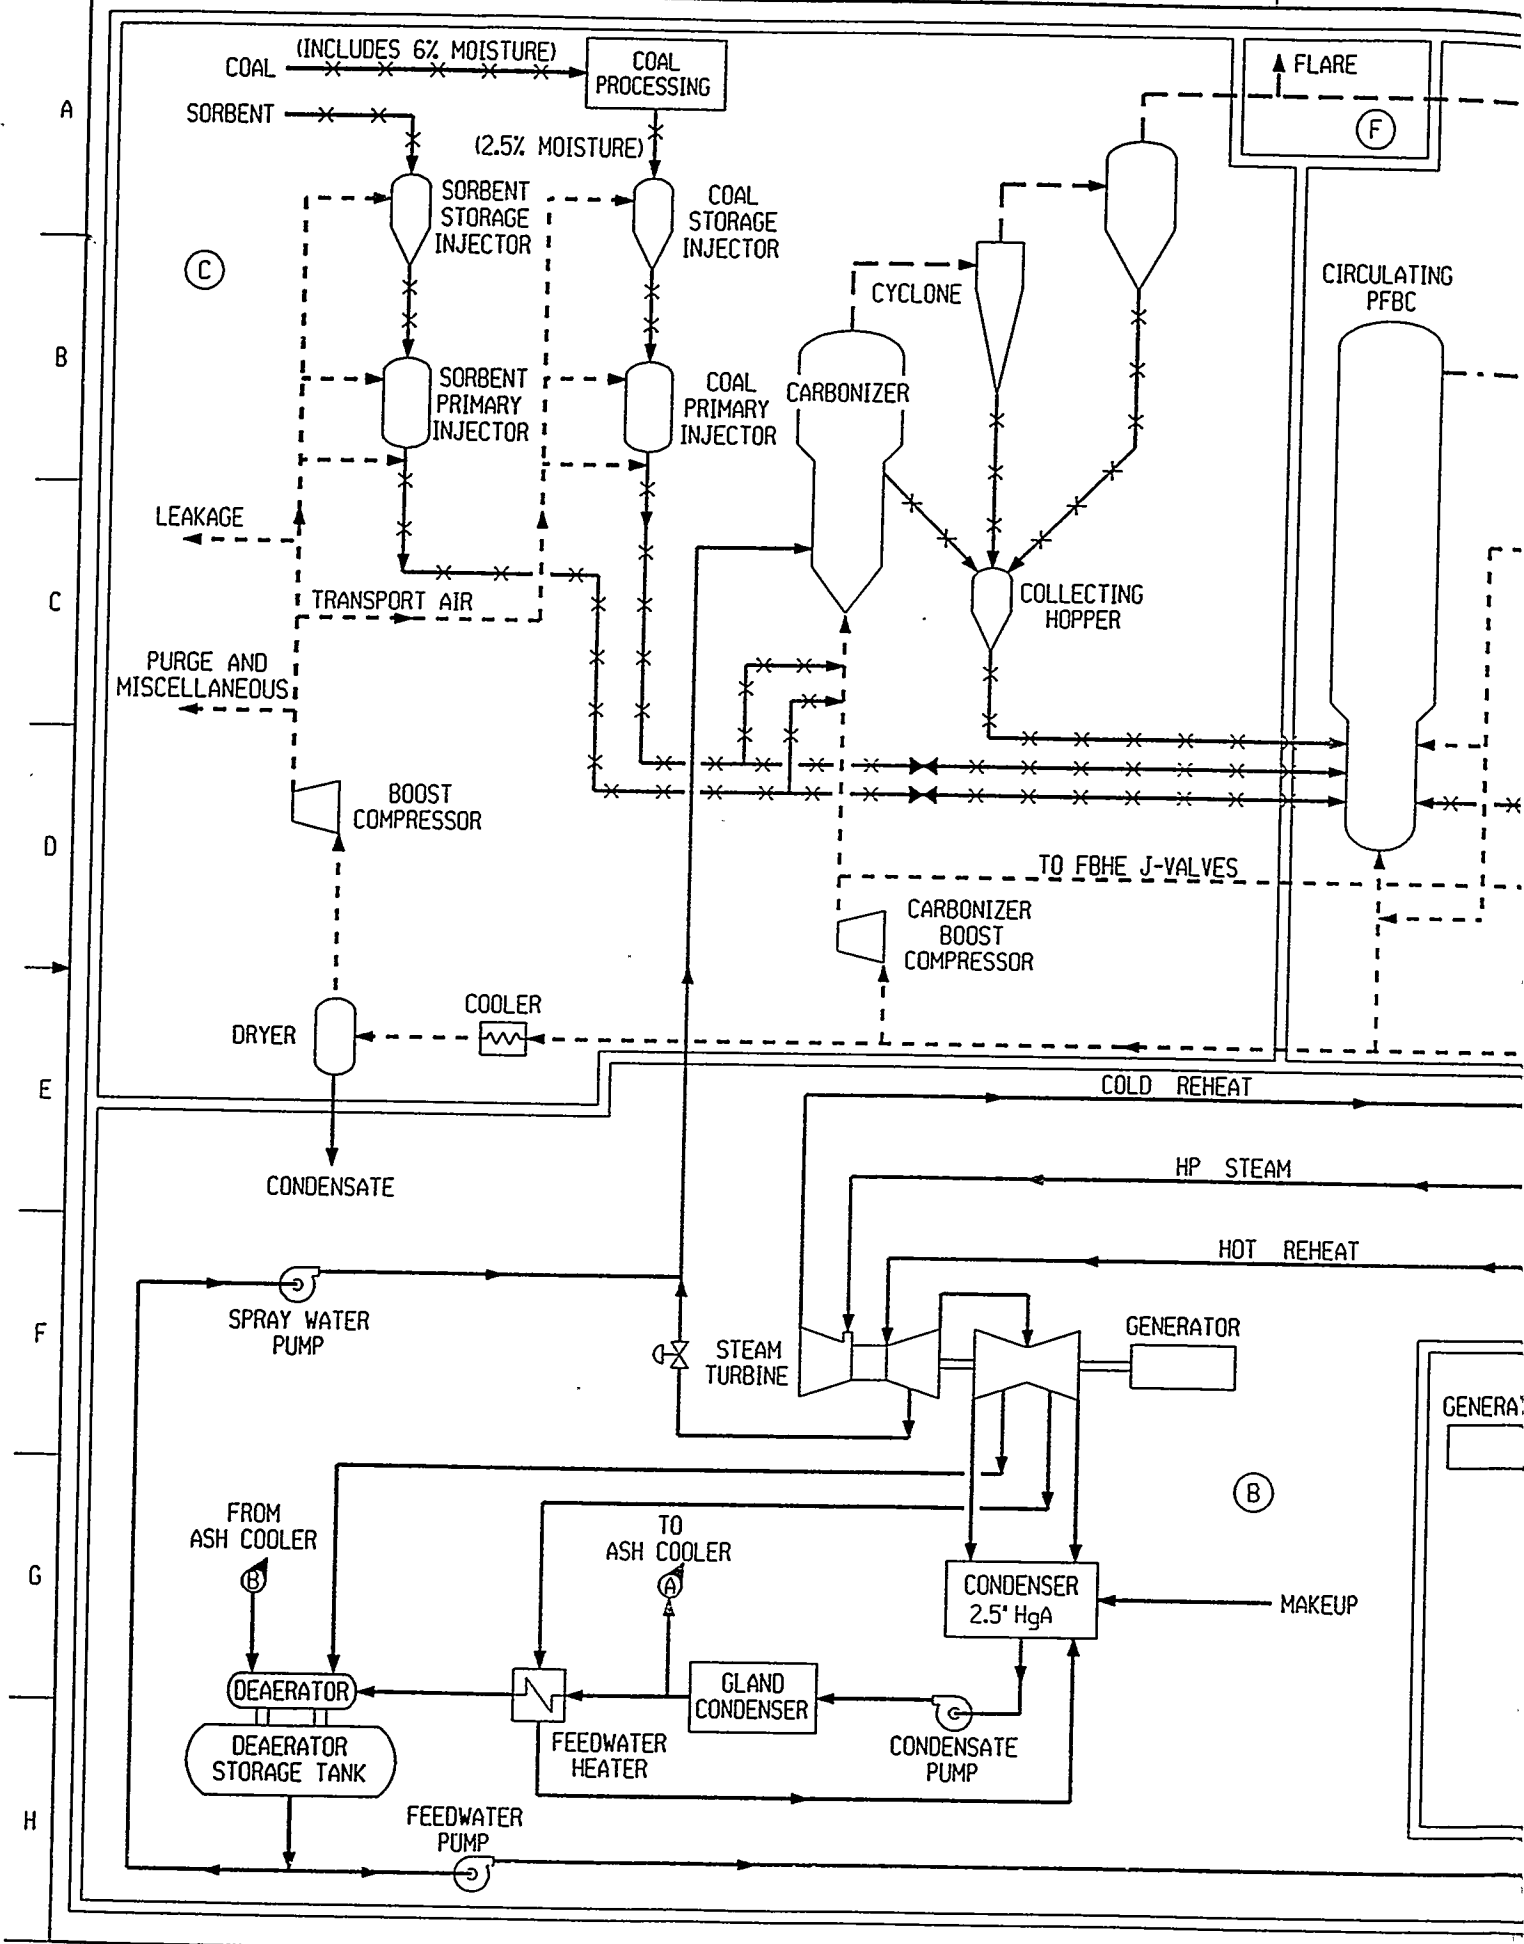 (INCLUDES 6% MOISTURE)
COAL
COAL
PROCESSING
FLARE
SORBENT
A
F
(2.5% MOISTURE)
SORBENT
STORAGE
INJECTOR
COAL
STORAGE
INJECTOR
C
CYCLONE
CIRCULATING
PFBC
B
SORBENT
PRIMARY
INJECTOR
COAL
PRIMARY
INJECTOR
CARBONIZER
LEAKAGE
C
TRANSPORT AIR
COLLECTING
HOPPER
PURGE AND
MISCELLANEOUS
BOOST
COMPRESSOR
D
TO FBHE J-VALVES
CARBONIZER
BOOST
COMPRESSOR
COOLER
DRYER
E
COLD REHEAT
CONDENSATE
HP STEAM
HOT REHEAT
SPRAY WATER
PUMP
F
STEAM
TURBINE
GENERATOR
GENERA
B
FROM
ASH COOLER
B
TO
ASH COOLER
A
G
CONDENSER
2.5" HgA
MAKEUP
DEAERATOR
GLAND
CONDENSER
DEAERATOR
STORAGE TANK
FEEDWATER
HEATER
CONDENSATE
PUMP
H
FEEDWATER
PUMP